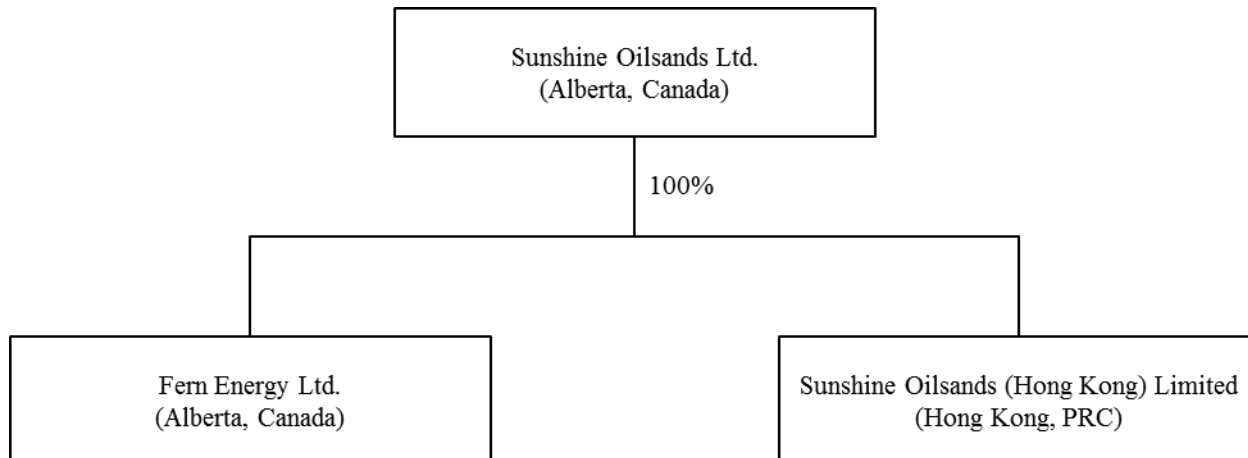 Sunshine Oilsands Ltd.
(Alberta, Canada)
100%
Fern Energy Ltd.
(Alberta, Canada)
Sunshine Oilsands (Hong Kong) Limited
(Hong Kong, PRC)